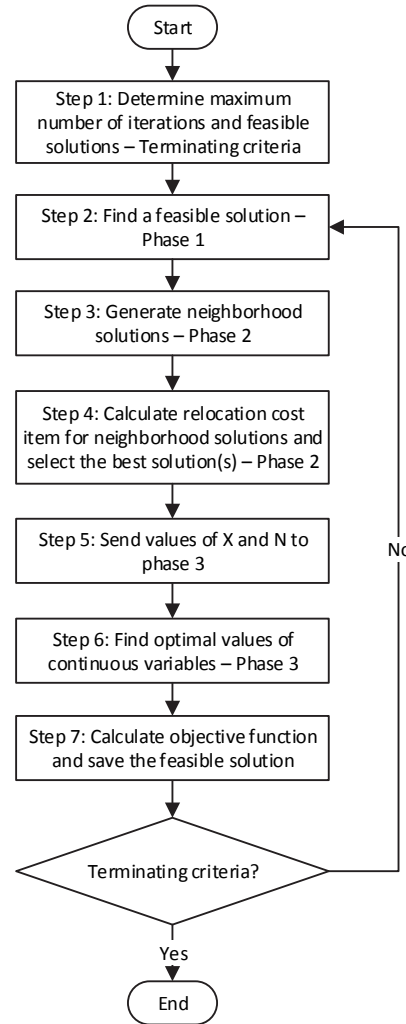 Start
Step 1: Determine maximum
number of iterations and feasible
solutions – Terminating criteria
Step 2: Find a feasible solution –
Phase 1
Step 3: Generate neighborhood
solutions – Phase 2
Step 4: Calculate relocation cost
item for neighborhood solutions and
select the best solution(s) – Phase 2
Step 5: Send values of X and N to
phase 3
No
Step 6: Find optimal values of
continuous variables – Phase 3
Step 7: Calculate objective function
and save the feasible solution
Terminating criteria?
Yes
End